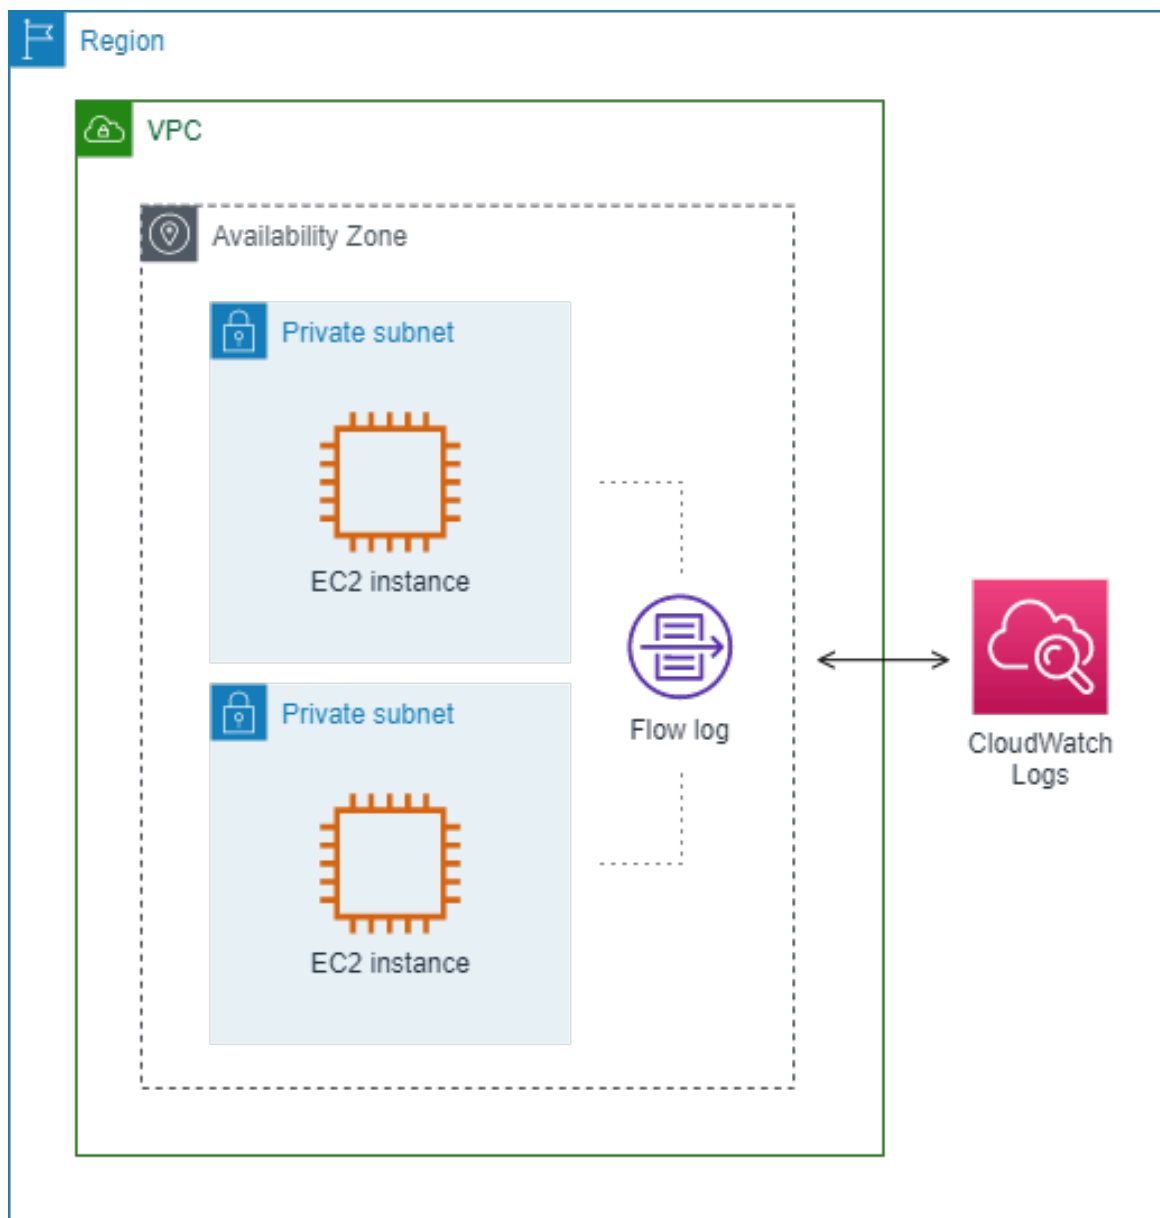 Region
VPC
Availability Zone
Private subnet
EC2 instance
Flow log
Private subnet
EC2 instance
CloudWatch
Logs